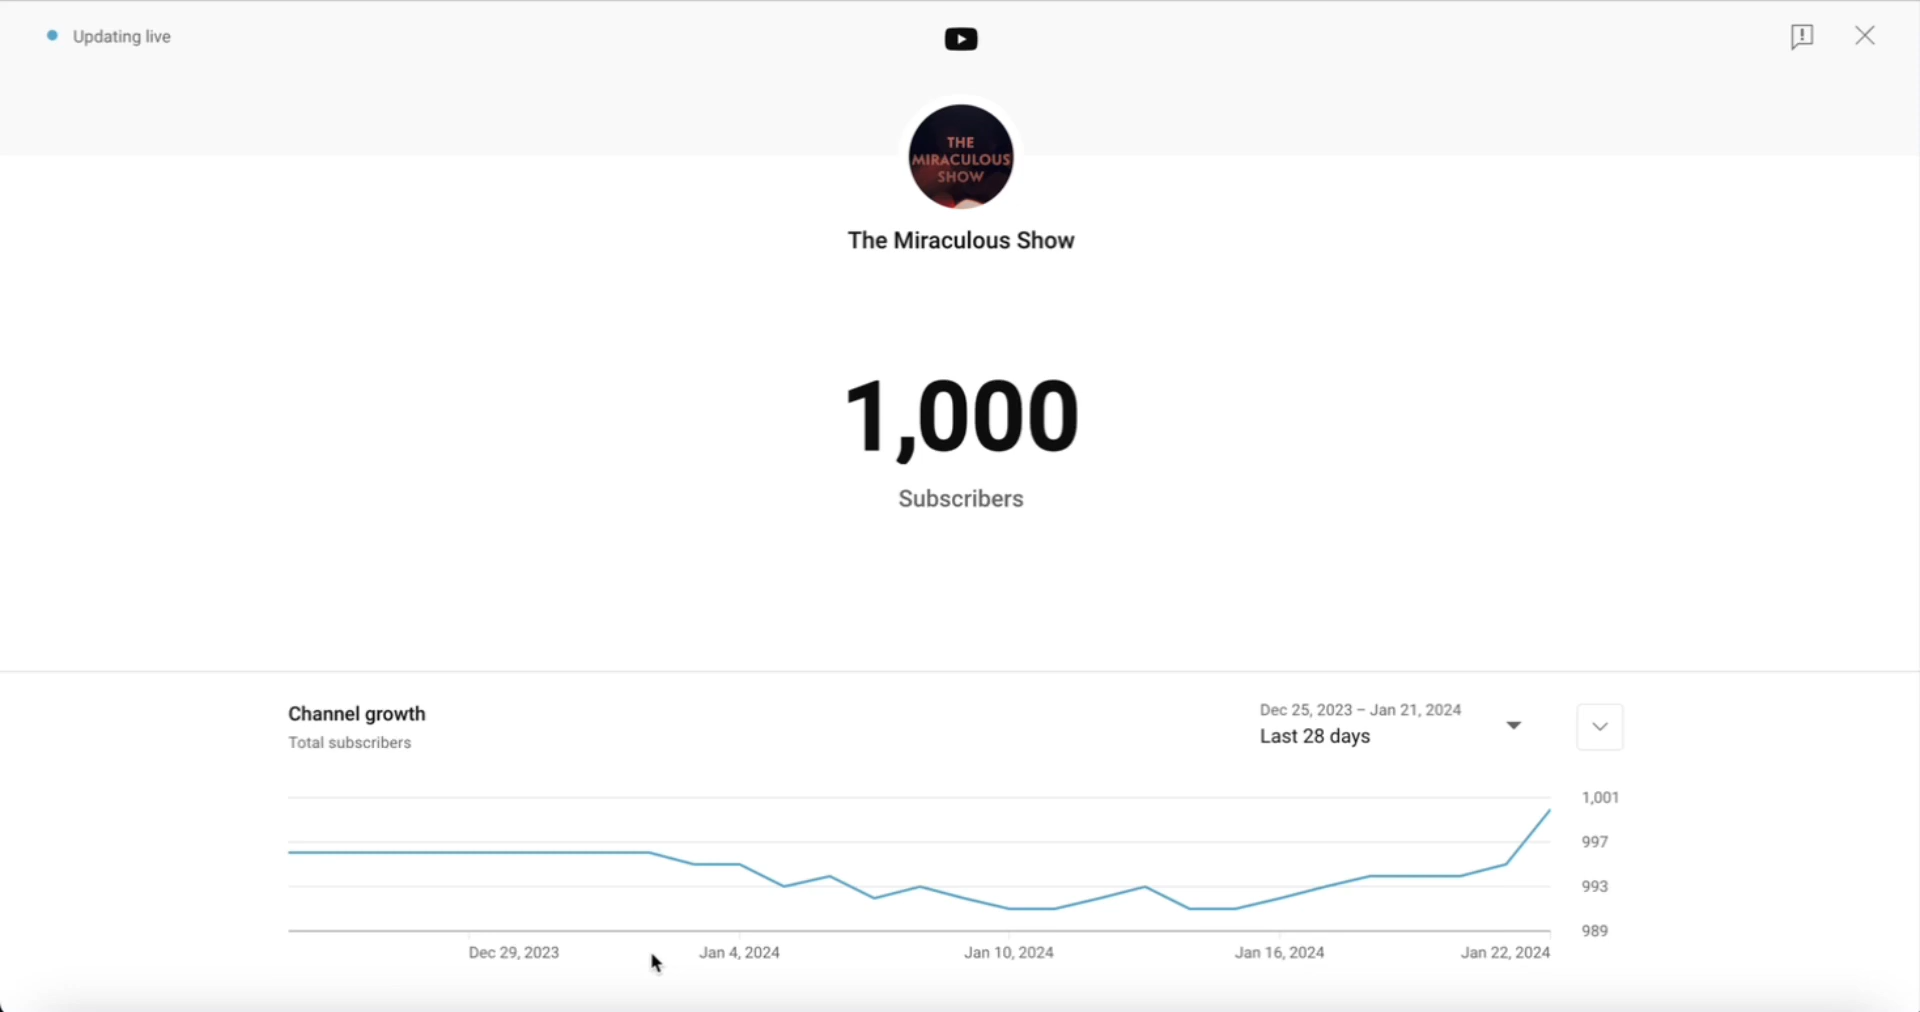 Updating live
THE
MIRACULOUS
SHOW
The Miraculous Show
1,000
Subscribers
Channel growth
Total subscribers
Dec 25, 2023 – Jan 21, 2024
Last 28 days
1,001
997
993
989
Dec 29, 2023
Jan 4, 2024
Jan 10, 2024
Jan 16, 2024
Jan 22, 2024